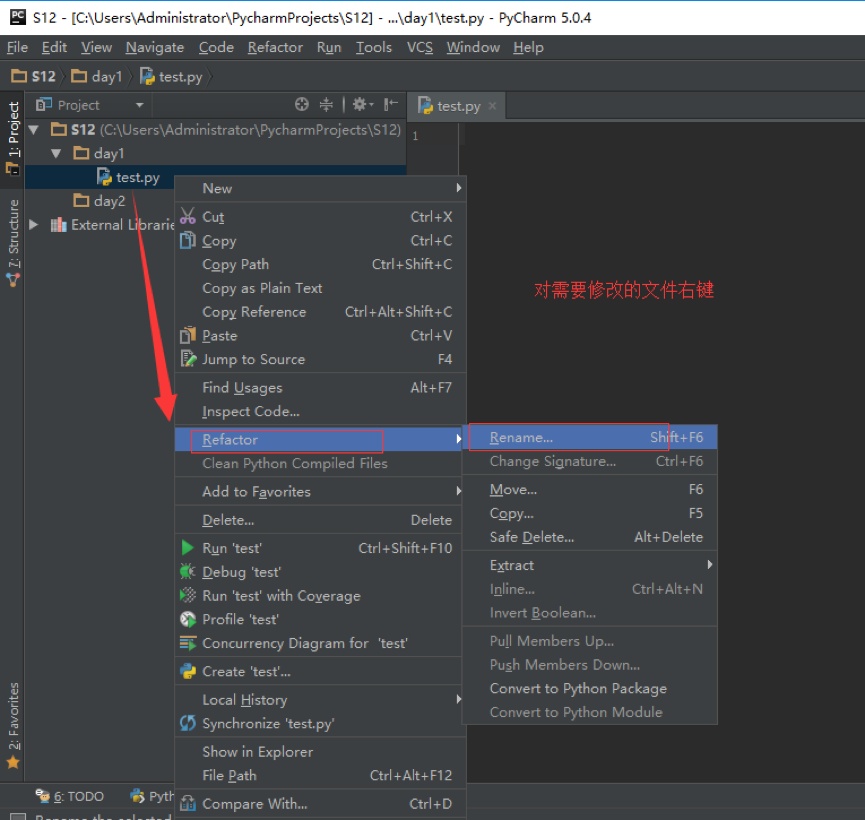 S12 - [C:\Users\Administrator\PycharmProjects\S12] - ...\day1\test.py - PyCharm 5.0.4
File Edit View Navigate Code Refactor Run Tools VCS Window Help
S12 day1 test.py
Project
test.py
1: Project
7: Structure
2: Favorites
S12 (C:\Users\Administrator\PycharmProjects\S12)
day1
test.py
day2
External Librarie
1
对需要修改的文件右键
New
Cut Ctrl+X
Copy Ctrl+C
Copy Path Ctrl+Shift+C
Copy as Plain Text
Copy Reference Ctrl+Alt+Shift+C
Paste Ctrl+V
Jump to Source F4
Find Usages Alt+F7
Inspect Code...
Refactor
Clean Python Compiled Files
Add to Favorites
Delete... Delete
Run 'test' Ctrl+Shift+F10
Debug 'test'
Run 'test' with Coverage
Profile 'test'
Concurrency Diagram for 'test'
Create 'test'...
Local History
Synchronize 'test.py'
Show in Explorer
File Path Ctrl+Alt+F12
Compare With... Ctrl+D
Rename... Shift+F6
Change Signature... Ctrl+F6
Move... F6
Copy... F5
Safe Delete... Alt+Delete
Extract
Inline... Ctrl+Alt+N
Invert Boolean...
Pull Members Up...
Push Members Down...
Convert to Python Package
Convert to Python Module
6: TODO Pyth
Rename the selected